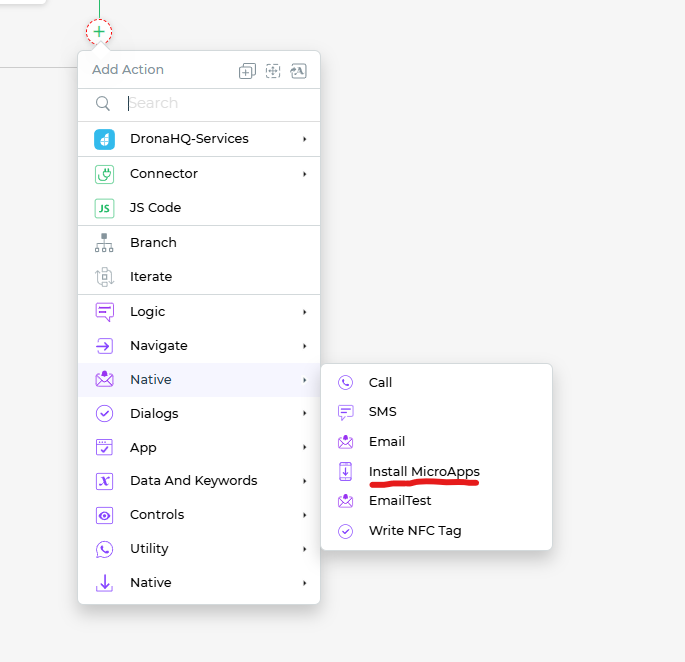 Add Action
Search
DronaHQ-Services
Connector
JS
JS Code
Branch
Iterate
Logic
Navigate
Native
Dialogs
App
Data And Keywords
Controls
Utility
Native
Call
SMS
Email
Install MicroApps
EmailTest
Write NFC Tag